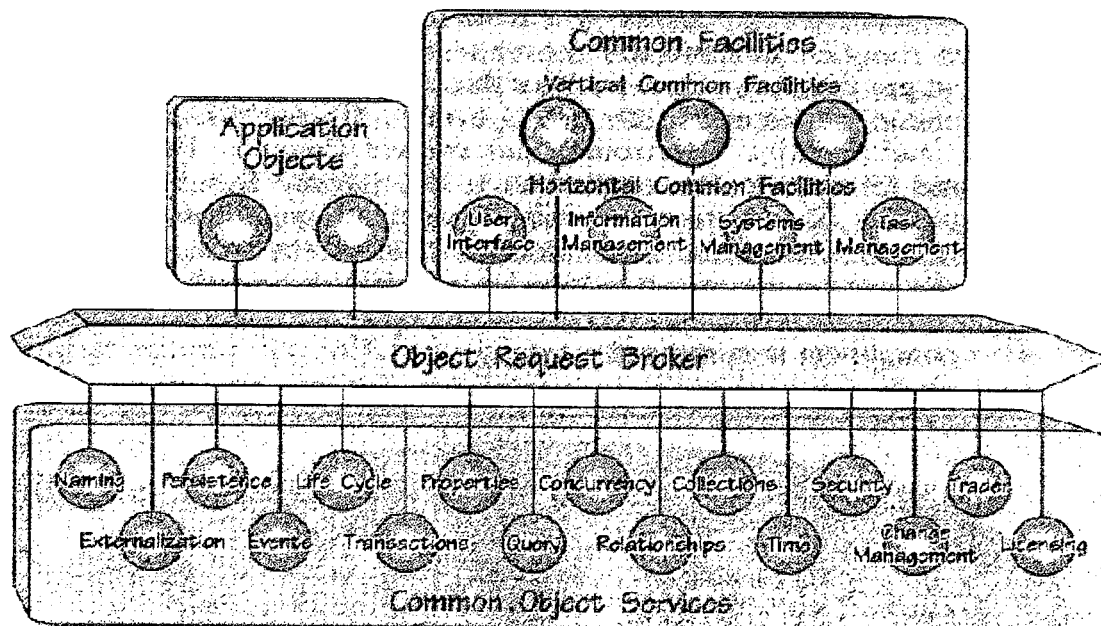 Common Facilities
Vertical Common Facilities
Application
Objects
Horizontal Common Facilities
User
Interface
Information
Management
Systems
Management
Task
Management
Object Request Broker
Naming
Persistence
Life Cycle
Properties
Concurrency
Collections
Security
Trader
Externalization
Events
Transactions
Query
Relationships
Time
Change
Management
Licensing
Common Object Services